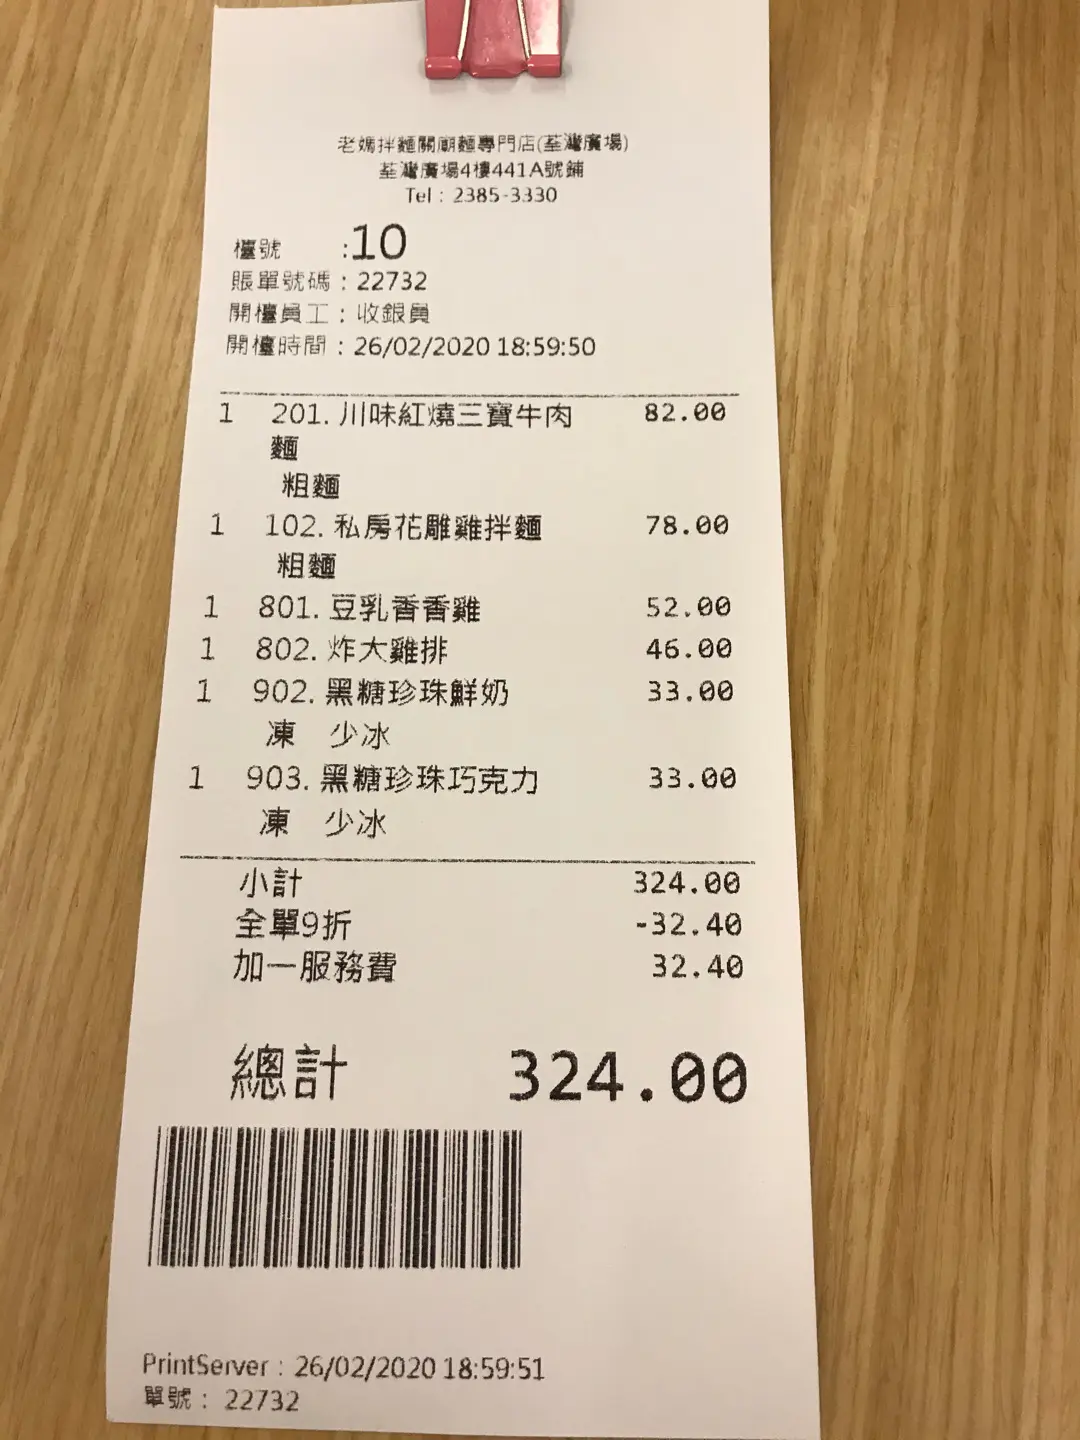 老媽拌麵關廟麵專門店(荃灣廣場)
荃灣廣場4樓441A號鋪
Tel : 2385-3330
檯號 :10
賬單號碼 : 22732
開檯員工 : 收銀員
開檯時間 : 26/02/2020 18:59:50
1 201. 川味紅燒三寶牛肉 82.00
麵
粗麵
1 102. 私房花雕雞拌麵 78.00
粗麵
1 801. 豆乳香香雞 52.00
1 802. 炸大雞排 46.00
1 902. 黑糖珍珠鮮奶 33.00
凍 少冰
1 903. 黑糖珍珠巧克力 33.00
凍 少冰
小計 324.00
全單9折 -32.40
加一服務費 32.40
總計 324.00
PrintServer : 26/02/2020 18:59:51
單號 : 22732